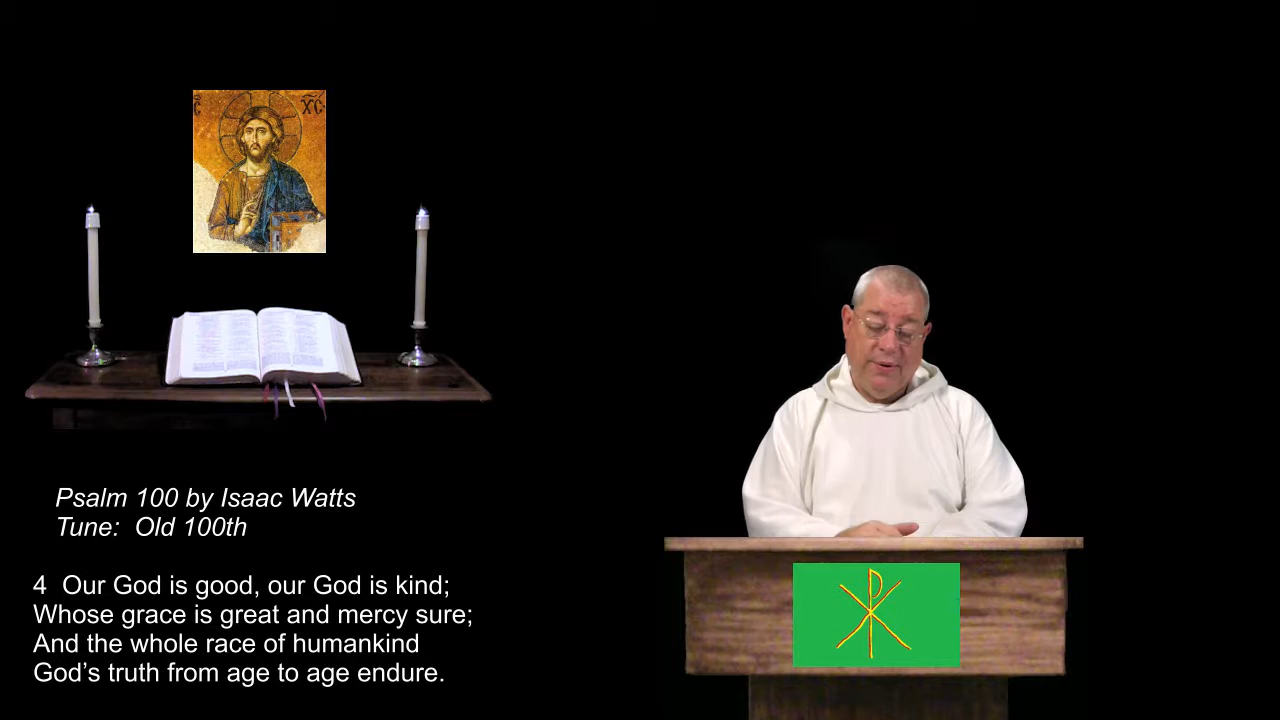 XC
Psalm 100 by Isaac Watts
Tune:  Old 100th
4  Our God is good, our God is kind;
Whose grace is great and mercy sure;
And the whole race of humankind
God’s truth from age to age endure.